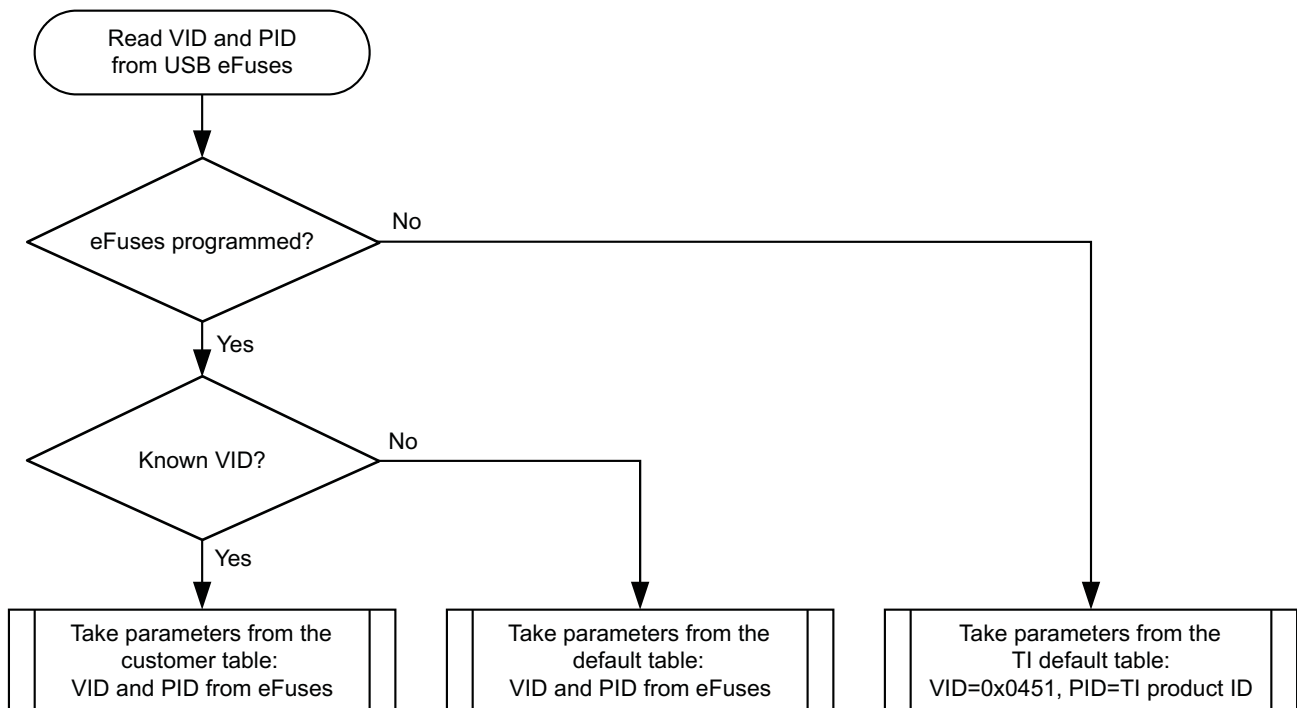 Read VID and PID
from USB eFuses
eFuses programmed?
No
Yes
Known VID?
No
Yes
Take parameters from the
customer table:
VID and PID from eFuses
Take parameters from the
default table:
VID and PID from eFuses
Take parameters from the
TI default table:
VID=0x0451, PID=TI product ID